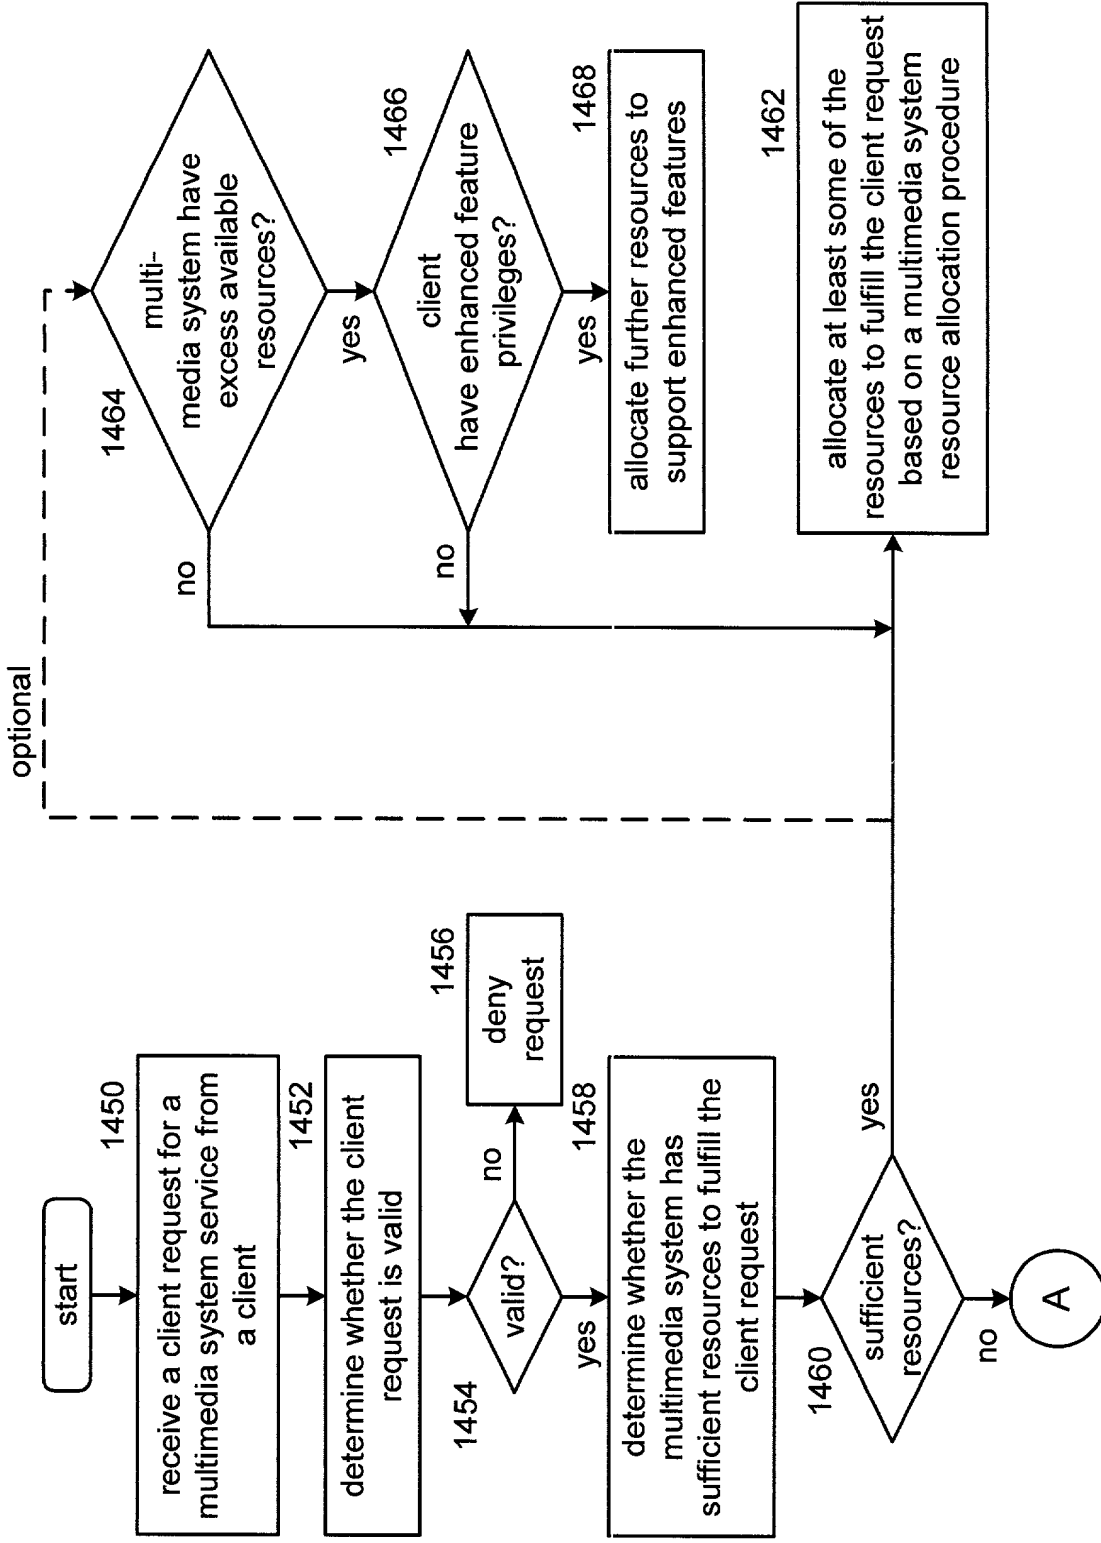 start
1450
receive a client request for a
multimedia system service from
a client
1452
determine whether the client
request is valid
1454
valid?
no
1456
deny
request
yes
1458
determine whether the
multimedia system has
sufficient resources to fulfill the
client request
1460
sufficient
resources?
no
A
yes
optional
1464
multi-
media system have
excess available
resources?
no
yes
1466
client
have enhanced feature
privileges?
no
yes
1468
allocate further resources to
support enhanced features
1462
allocate at least some of the
resources to fulfill the client request
based on a multimedia system
resource allocation procedure